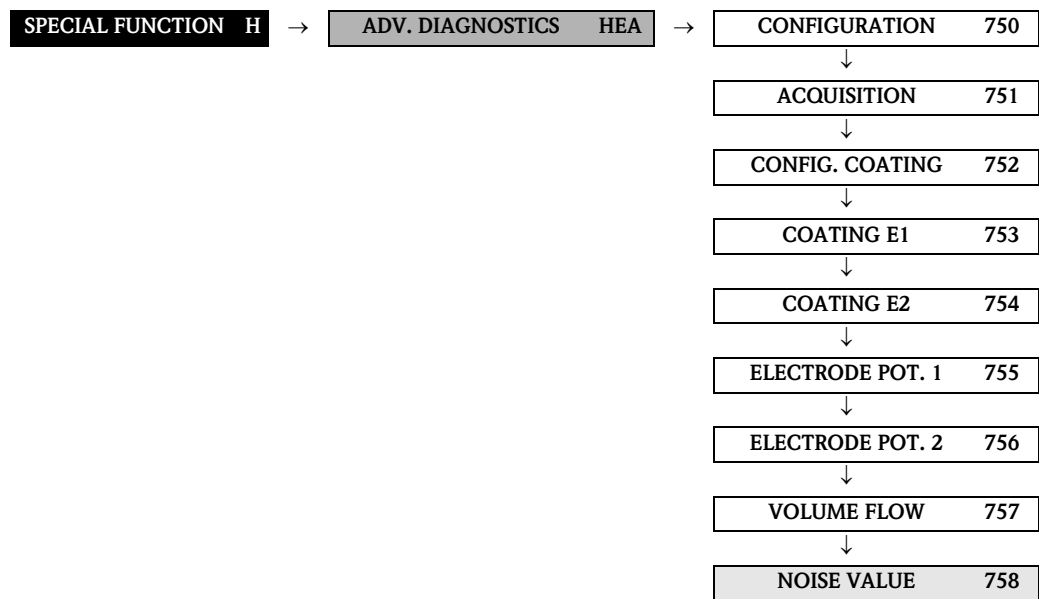 SPECIAL FUNCTION H → ADV. DIAGNOSTICS HEA → CONFIGURATION 750
↓
ACQUISITION 751
↓
CONFIG. COATING 752
↓
COATING E1 753
↓
COATING E2 754
↓
ELECTRODE POT. 1 755
↓
ELECTRODE POT. 2 756
↓
VOLUME FLOW 757
↓
NOISE VALUE 758